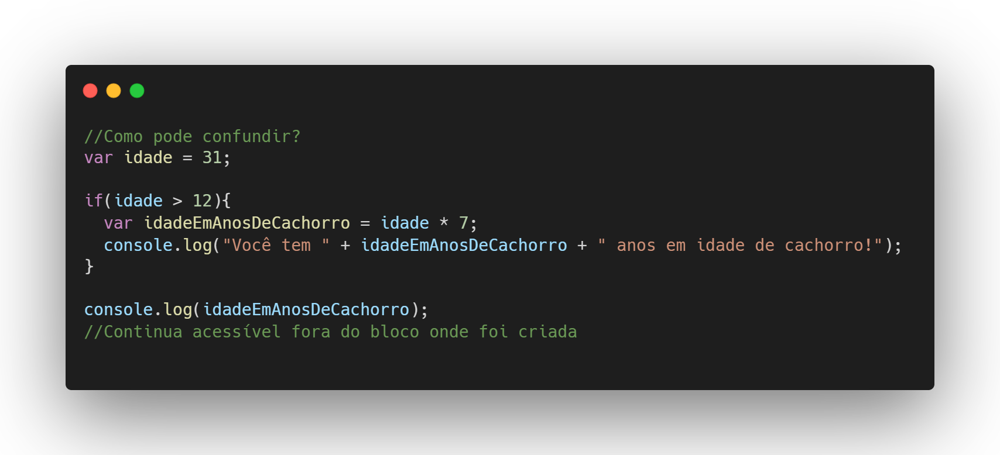 //Como pode confundir?
var idade = 31;
if(idade > 12){
  var idadeEmAnosDeCachorro = idade * 7;
  console.log("Você tem " + idadeEmAnosDeCachorro + " anos em idade de cachorro!");
}
console.log(idadeEmAnosDeCachorro);
//Continua acessível fora do bloco onde foi criada